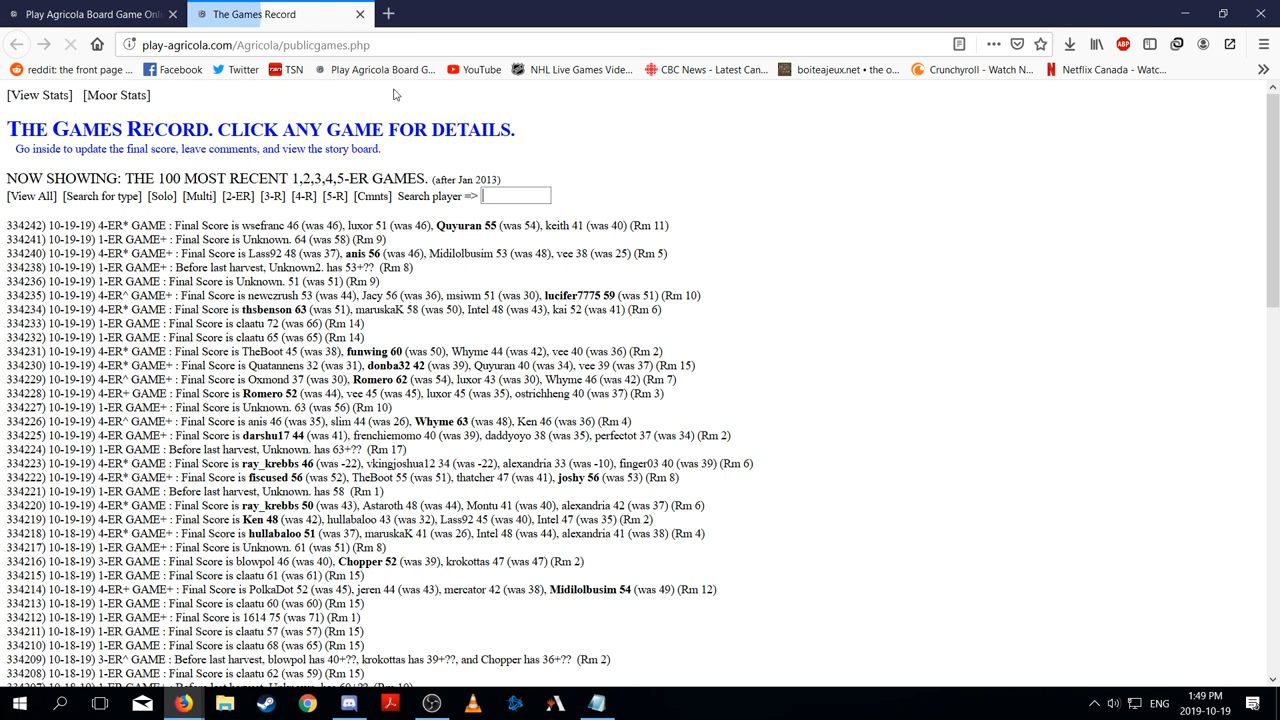 Play Agricola Board Game Onl
The Games Record
play-agricola.com/Agricola/publicgames.php
reddit: the front page ...
Facebook
Twitter
TSN
Play Agricola Board G...
YouTube
NHL Live Games Video...
CBC News - Latest Can...
boiteajeux.net • the o...
Crunchyroll - Watch N...
Netflix Canada - Watc...
[View Stats] [Moor Stats]
THE GAMES RECORD. CLICK ANY GAME FOR DETAILS.
Go inside to update the final score, leave comments, and view the story board.
NOW SHOWING: THE 100 MOST RECENT 1,2,3,4,5-ER GAMES. (after Jan 2013)
[View All] [Search for type] [Solo] [Multi] [2-ER] [3-R] [4-R] [5-R] [Cmnts] Search player =>
334242) 10-19-19) 4-ER* GAME : Final Score is wsefranc 46 (was 46), luxor 51 (was 46), Quyuran 55 (was 54), keith 41 (was 40) (Rm 11)
334241) 10-19-19) 1-ER GAME+ : Final Score is Unknown. 64 (was 58) (Rm 9)
334240) 10-19-19) 4-ER* GAME+ : Final Score is Lass92 48 (was 37), anis 56 (was 46), Midilolbusim 53 (was 48), vee 38 (was 25) (Rm 5)
334238) 10-19-19) 1-ER GAME+ : Before last harvest, Unknown2. has 53+?? (Rm 8)
334236) 10-19-19) 1-ER GAME : Final Score is Unknown. 51 (was 51) (Rm 9)
334235) 10-19-19) 4-ER^ GAME+ : Final Score is newczrush 53 (was 44), Jacy 56 (was 36), msiwn 51 (was 30), lucifer7775 59 (was 51) (Rm 10)
334234) 10-19-19) 4-ER* GAME : Final Score is thsbenson 63 (was 51), maruskaK 58 (was 50), Intel 48 (was 43), kai 52 (was 41) (Rm 6)
334233) 10-19-19) 1-ER GAME : Final Score is claatu 72 (was 66) (Rm 14)
334232) 10-19-19) 1-ER GAME : Final Score is claatu 65 (was 65) (Rm 14)
334231) 10-19-19) 4-ER* GAME : Final Score is TheBoot 45 (was 38), funwing 60 (was 50), Whyme 44 (was 42), vee 40 (was 36) (Rm 2)
334230) 10-19-19) 4-ER* GAME+ : Final Score is Quatannens 32 (was 31), donba32 42 (was 39), Quyuran 40 (was 34), vee 39 (was 37) (Rm 15)
334229) 10-19-19) 4-ER^ GAME+ : Final Score is Oxmond 37 (was 30), Romero 62 (was 54), luxor 43 (was 30), Whyme 46 (was 42) (Rm 7)
334228) 10-19-19) 4-ER+ GAME : Final Score is Romero 52 (was 44), vee 45 (was 45), luxor 45 (was 35), ostrichheng 40 (was 37) (Rm 3)
334227) 10-19-19) 1-ER GAME+ : Final Score is Unknown. 63 (was 56) (Rm 10)
334226) 10-19-19) 4-ER^ GAME+ : Final Score is anis 46 (was 35), slim 44 (was 26), Whyme 63 (was 48), Ken 46 (was 36) (Rm 4)
334225) 10-19-19) 4-ER GAME+ : Final Score is darshu17 44 (was 41), frenchiemomo 40 (was 39), daddyoyo 38 (was 35), perfectot 37 (was 34) (Rm 2)
334224) 10-19-19) 1-ER GAME : Before last harvest, Unknown. has 63+?? (Rm 17)
334223) 10-19-19) 4-ER* GAME : Final Score is ray_krebbs 46 (was -22), vkingjoshua12 34 (was -22), alexandria 33 (was -10), finger03 40 (was 39) (Rm 6)
334222) 10-19-19) 4-ER* GAME+ : Final Score is fiscused 56 (was 52), TheBoot 55 (was 51), thatcher 47 (was 41), joshy 56 (was 53) (Rm 8)
334221) 10-19-19) 1-ER GAME : Before last harvest, Unknown. has 58 (Rm 1)
334220) 10-19-19) 4-ER* GAME : Final Score is ray_krebbs 50 (was 43), Astaroth 48 (was 44), Montu 41 (was 40), alexandria 42 (was 37) (Rm 6)
334219) 10-19-19) 4-ER GAME+ : Final Score is Ken 48 (was 42), hullabaloo 43 (was 32), Lass92 45 (was 40), Intel 47 (was 35) (Rm 2)
334218) 10-19-19) 4-ER* GAME+ : Final Score is hullabaloo 51 (was 37), maruskaK 41 (was 26), Intel 48 (was 44), alexandria 41 (was 38) (Rm 4)
334217) 10-19-19) 1-ER GAME+ : Final Score is Unknown. 61 (was 51) (Rm 8)
334216) 10-18-19) 3-ER GAME : Final Score is blowpol 46 (was 40), Chopper 52 (was 39), krokottas 47 (was 47) (Rm 2)
334215) 10-18-19) 1-ER GAME : Final Score is claatu 61 (was 61) (Rm 15)
334214) 10-18-19) 4-ER+ GAME+ : Final Score is PolkaDot 52 (was 45), jeren 44 (was 43), mercator 42 (was 38), Midilolbusim 54 (was 49) (Rm 12)
334213) 10-18-19) 1-ER GAME : Final Score is claatu 60 (was 60) (Rm 15)
334212) 10-18-19) 1-ER GAME+ : Final Score is 1614 75 (was 71) (Rm 1)
334211) 10-18-19) 1-ER GAME : Final Score is claatu 57 (was 57) (Rm 15)
334210) 10-18-19) 1-ER GAME : Final Score is claatu 68 (was 65) (Rm 15)
334209) 10-18-19) 3-ER^ GAME : Before last harvest, blowpol has 40+??, krokottas has 39+??, and Chopper has 36+?? (Rm 2)
334208) 10-18-19) 1-ER GAME : Final Score is claatu 62 (was 59) (Rm 15)
ENG
1:49 PM
2019-10-19